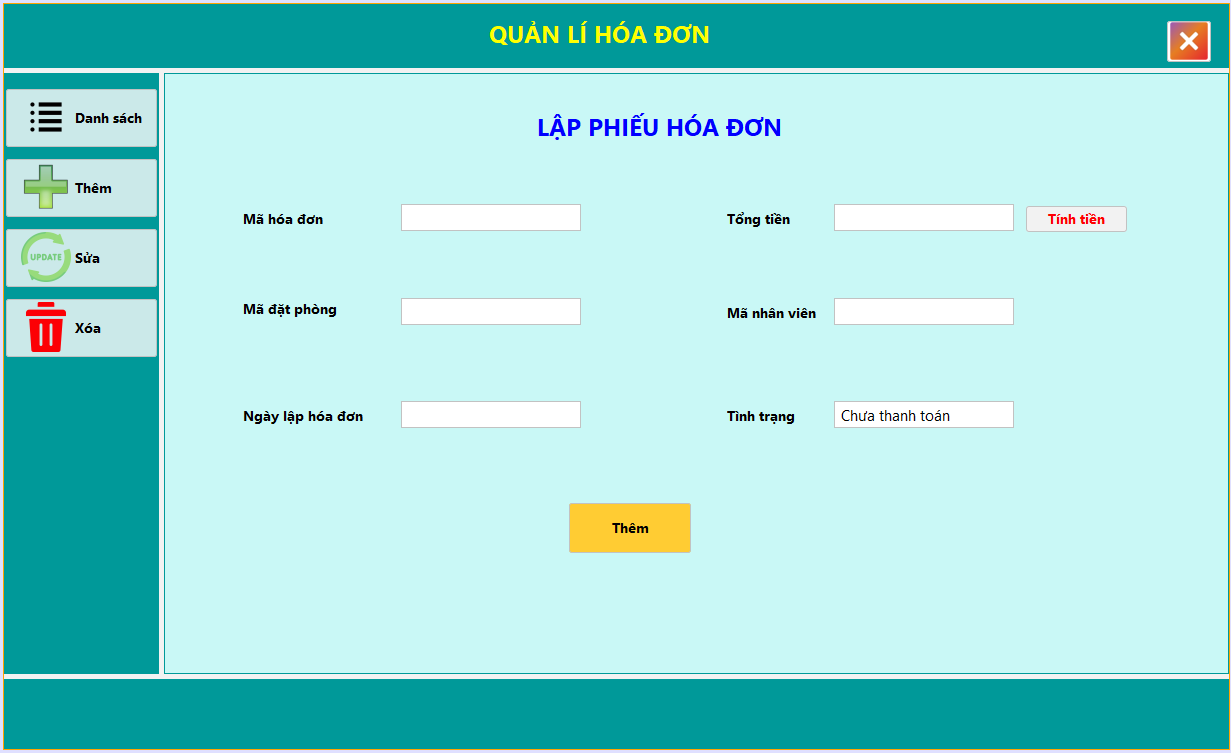 QUẢN LÍ HÓA ĐƠN
Danh sách
Thêm
UPDATE
Sửa
Xóa
LẬP PHIẾU HÓA ĐƠN
Mã hóa đơn
Tổng tiền
Tính tiền
Mã đặt phòng
Mã nhân viên
Ngày lập hóa đơn
Tình trạng
Chưa thanh toán
Thêm